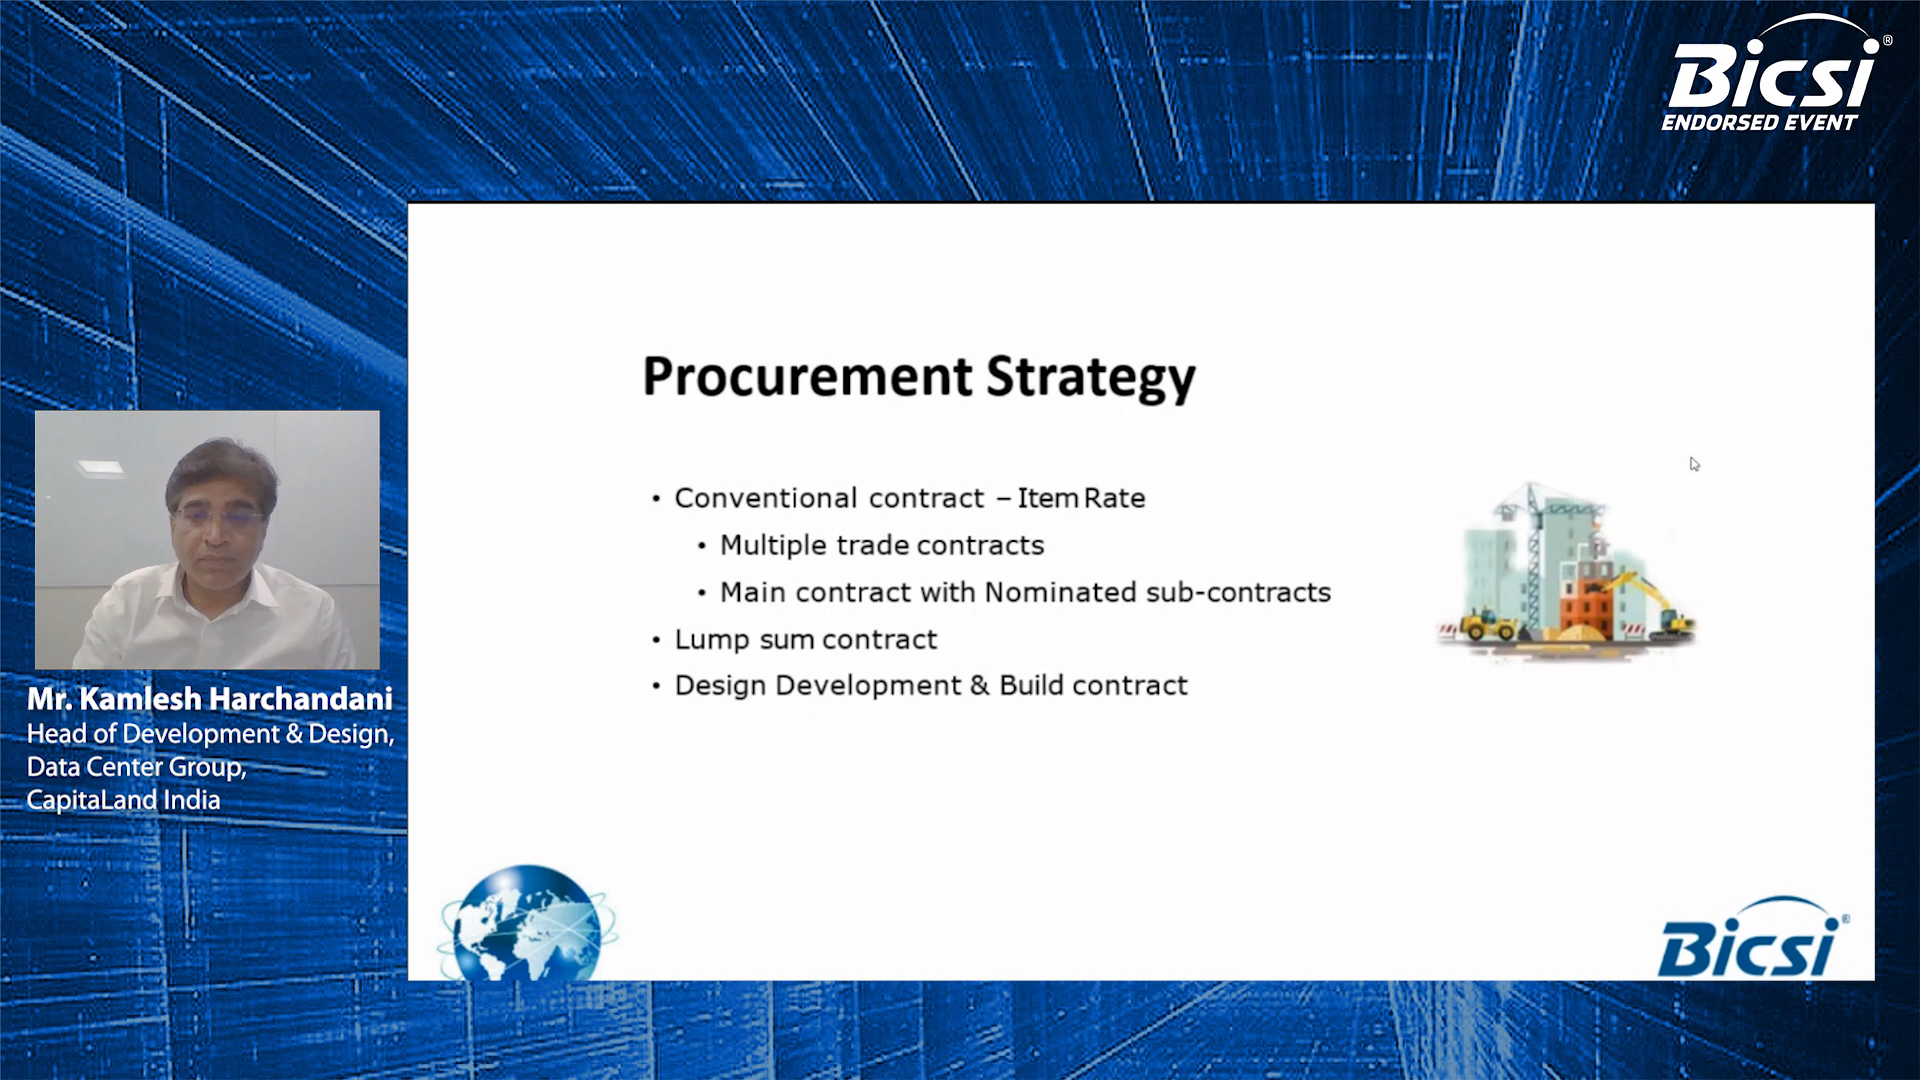 Bicsi®
ENDORSED EVENT
Procurement Strategy
• Conventional contract – Item Rate
• Multiple trade contracts
• Main contract with Nominated sub-contracts
• Lump sum contract
• Design Development & Build contract
Mr. Kamlesh Harchandani
Head of Development & Design,
Data Center Group,
CapitaLand India
Bicsi®